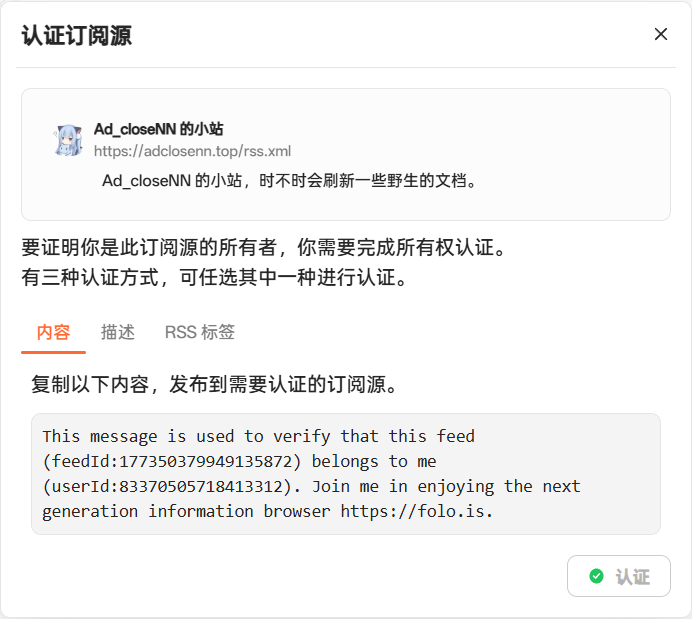 认证订阅源
Ad_closeNN 的小站
https://adclosenn.top/rss.xml
Ad_closeNN 的小站，时不时会刷新一些野生的文档。
要证明你是此订阅源的所有者，你需要完成所有权认证。
有三种认证方式，可任选其中一种进行认证。
内容 描述 RSS 标签
复制以下内容，发布到需要认证的订阅源。
This message is used to verify that this feed
(feedId:177350379949135872) belongs to me
(userId:83370505718413312). Join me in enjoying the next
generation information browser https://folo.is.
认证